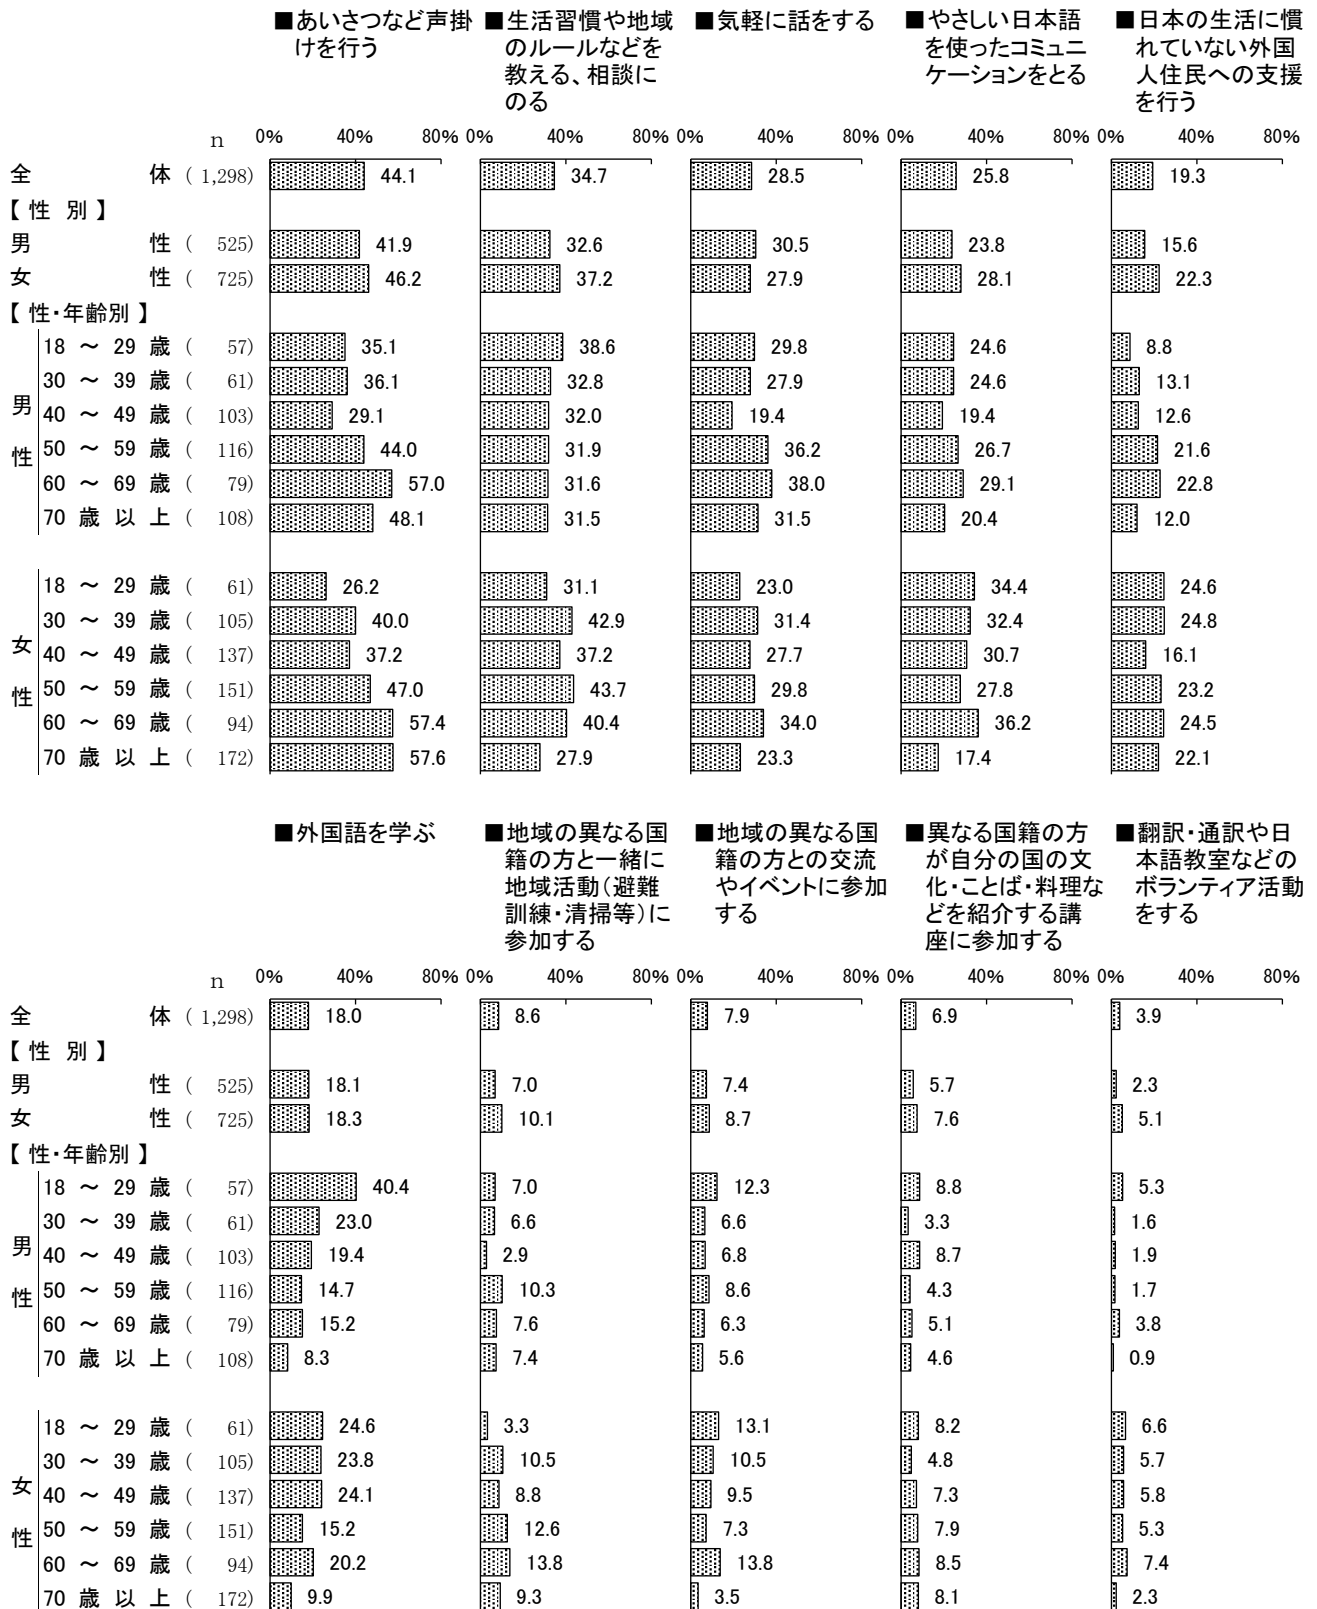 ■あいさつなど声掛けを行う
■生活習慣や地域のルールなどを教える、相談にのる
■気軽に話をする
■やさしい日本語を使ったコミュニケーションをとる
■日本の生活に慣れていない外国人住民への支援を行う
n 0% 40% 80% 0% 40% 80% 0% 40% 80% 0% 40% 80% 0% 40% 80%
全体 (1,298) 44.1 34.7 28.5 25.8 19.3
【性別】
男性 (525) 41.9 32.6 30.5 23.8 15.6
女性 (725) 46.2 37.2 27.9 28.1 22.3
【性・年齢別】
男性
18 ～ 29 歳 (57) 35.1 38.6 29.8 24.6 8.8
30 ～ 39 歳 (61) 36.1 32.8 27.9 24.6 13.1
40 ～ 49 歳 (103) 29.1 32.0 19.4 19.4 12.6
50 ～ 59 歳 (116) 44.0 31.9 36.2 26.7 21.6
60 ～ 69 歳 (79) 57.0 31.6 38.0 29.1 22.8
70 歳 以 上 (108) 48.1 31.5 31.5 20.4 12.0
女性
18 ～ 29 歳 (61) 26.2 31.1 23.0 34.4 24.6
30 ～ 39 歳 (105) 40.0 42.9 31.4 32.4 24.8
40 ～ 49 歳 (137) 37.2 37.2 27.7 30.7 16.1
50 ～ 59 歳 (151) 47.0 43.7 29.8 27.8 23.2
60 ～ 69 歳 (94) 57.4 40.4 34.0 36.2 24.5
70 歳 以 上 (172) 57.6 27.9 23.3 17.4 22.1
■外国語を学ぶ
■地域の異なる国籍の方と一緒に地域活動（避難訓練・清掃等）に参加する
■地域の異なる国籍の方との交流やイベントに参加する
■異なる国籍の方が自分の国の文化・ことば・料理などを紹介する講座に参加する
■翻訳・通訳や日本語教室などのボランティア活動をする
n 0% 40% 80% 0% 40% 80% 0% 40% 80% 0% 40% 80% 0% 40% 80%
全体 (1,298) 18.0 8.6 7.9 6.9 3.9
【性別】
男性 (525) 18.1 7.0 7.4 5.7 2.3
女性 (725) 18.3 10.1 8.7 7.6 5.1
【性・年齢別】
男性
18 ～ 29 歳 (57) 40.4 7.0 12.3 8.8 5.3
30 ～ 39 歳 (61) 23.0 6.6 6.6 3.3 1.6
40 ～ 49 歳 (103) 19.4 2.9 6.8 8.7 1.9
50 ～ 59 歳 (116) 14.7 10.3 8.6 4.3 1.7
60 ～ 69 歳 (79) 15.2 7.6 6.3 5.1 3.8
70 歳 以 上 (108) 8.3 7.4 5.6 4.6 0.9
女性
18 ～ 29 歳 (61) 24.6 3.3 13.1 8.2 6.6
30 ～ 39 歳 (105) 23.8 10.5 10.5 4.8 5.7
40 ～ 49 歳 (137) 24.1 8.8 9.5 7.3 5.8
50 ～ 59 歳 (151) 15.2 12.6 7.3 7.9 5.3
60 ～ 69 歳 (94) 20.2 13.8 13.8 8.5 7.4
70 歳 以 上 (172) 9.9 9.3 3.5 8.1 2.3